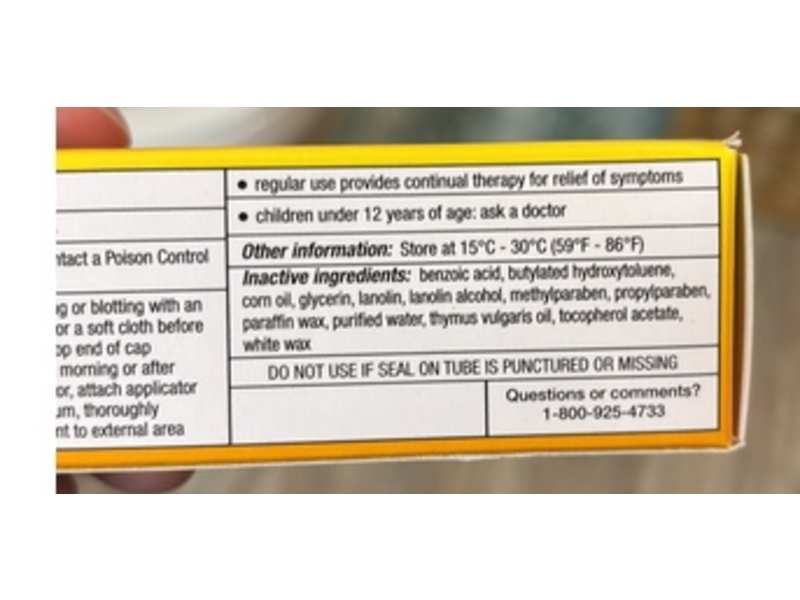 ntact a Poison Control
ng or blotting with an
or a soft cloth before
op end of cap
morning or after
or, attach applicator
um, thoroughly
nt to external area
• regular use provides continual therapy for relief of symptoms
• children under 12 years of age: ask a doctor
Other information: Store at 15°C - 30°C (59°F - 86°F)
Inactive ingredients: benzoic acid, butylated hydroxytoluene,
corn oil, glycerin, lanolin, lanolin alcohol, methylparaben, propylparaben,
paraffin wax, purified water, thymus vulgaris oil, tocopherol acetate,
white wax
DO NOT USE IF SEAL ON TUBE IS PUNCTURED OR MISSING
Questions or comments?
1-800-925-4733